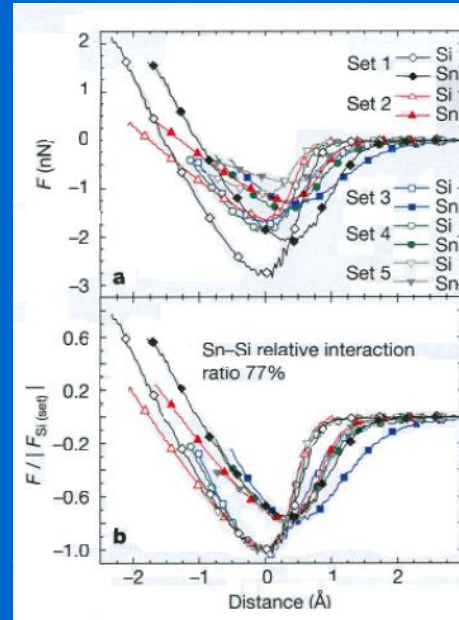 2
1
0
−1
−2
−3
F (nN)
Set 1
Si
Sn
Set 2
Si
Sn
Set 3
Si
Sn
Set 4
Si
Sn
Set 5
Si
Sn
a
0.6
0.2
−0.2
−0.6
−1.0
F / | F Si (set) |
Sn–Si relative interaction
ratio 77%
b
−2
−1
0
1
2
Distance (Å)